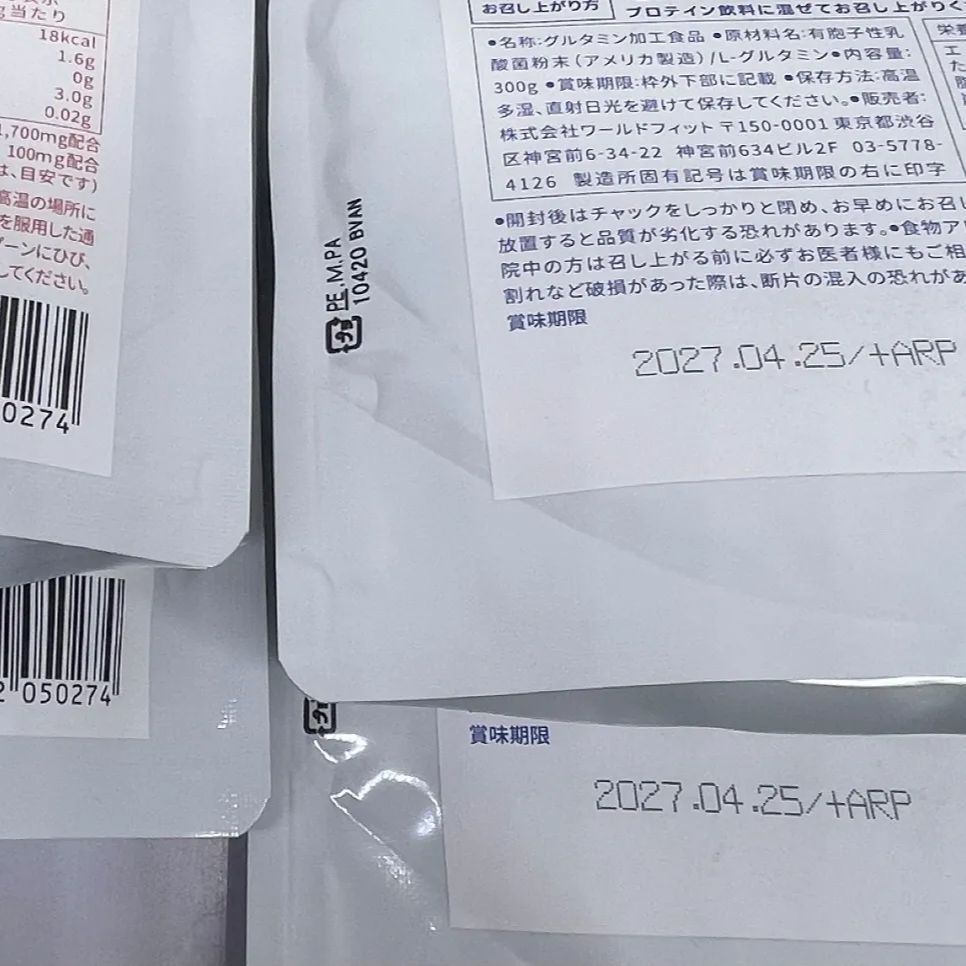 当たり
18kcal
1.6g
0g
3.0g
0.02g
1,700mg配合
100mg配合
は、目安です)
高温の場所に
を服用した通
プーンにひび、
してください。
0274
2 050274
お召し上がり方
プロテイン飲料に混ぜてお召し上がりく
•名称:グルタミン加工食品 •原材料名:有胞子性乳
酸菌粉末(アメリカ製造)/L-グルタミン•内容量:
300g •賞味期限:枠外下部に記載 •保存方法:高温
多湿、直射日光を避けて保存してください。•販売者:
株式会社ワールドフィット 〒150-0001 東京都渋谷
区神宮前6-34-22 神宮前634ビル2F 03-5778-
4126 製造所固有記号は賞味期限の右に印字
栄養
エ
た
•開封後はチャックをしっかりと閉め、お早めにお召し
放置すると品質が劣化する恐れがあります。•食物ア
院中の方は召し上がる前に必ずお医者様にもご相
割れなど破損があった際は、断片の混入の恐れがあ
賞味期限
2027.04.25/+ARP
プラ
PE.M.PA
10420 BVAN
プラ
賞味期限
2027.04.25/+ARP